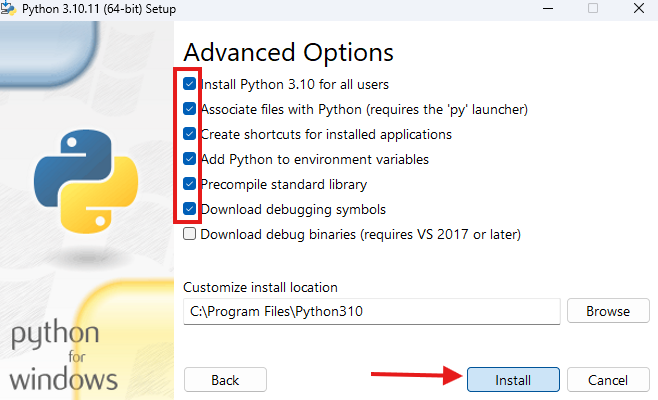 Python 3.10.11 (64-bit) Setup
Advanced Options
Install Python 3.10 for all users
Associate files with Python (requires the 'py' launcher)
Create shortcuts for installed applications
Add Python to environment variables
Precompile standard library
Download debugging symbols
Download debug binaries (requires VS 2017 or later)
Customize install location
C:\Program Files\Python310
Browse
python
for
windows
Back
Install
Cancel